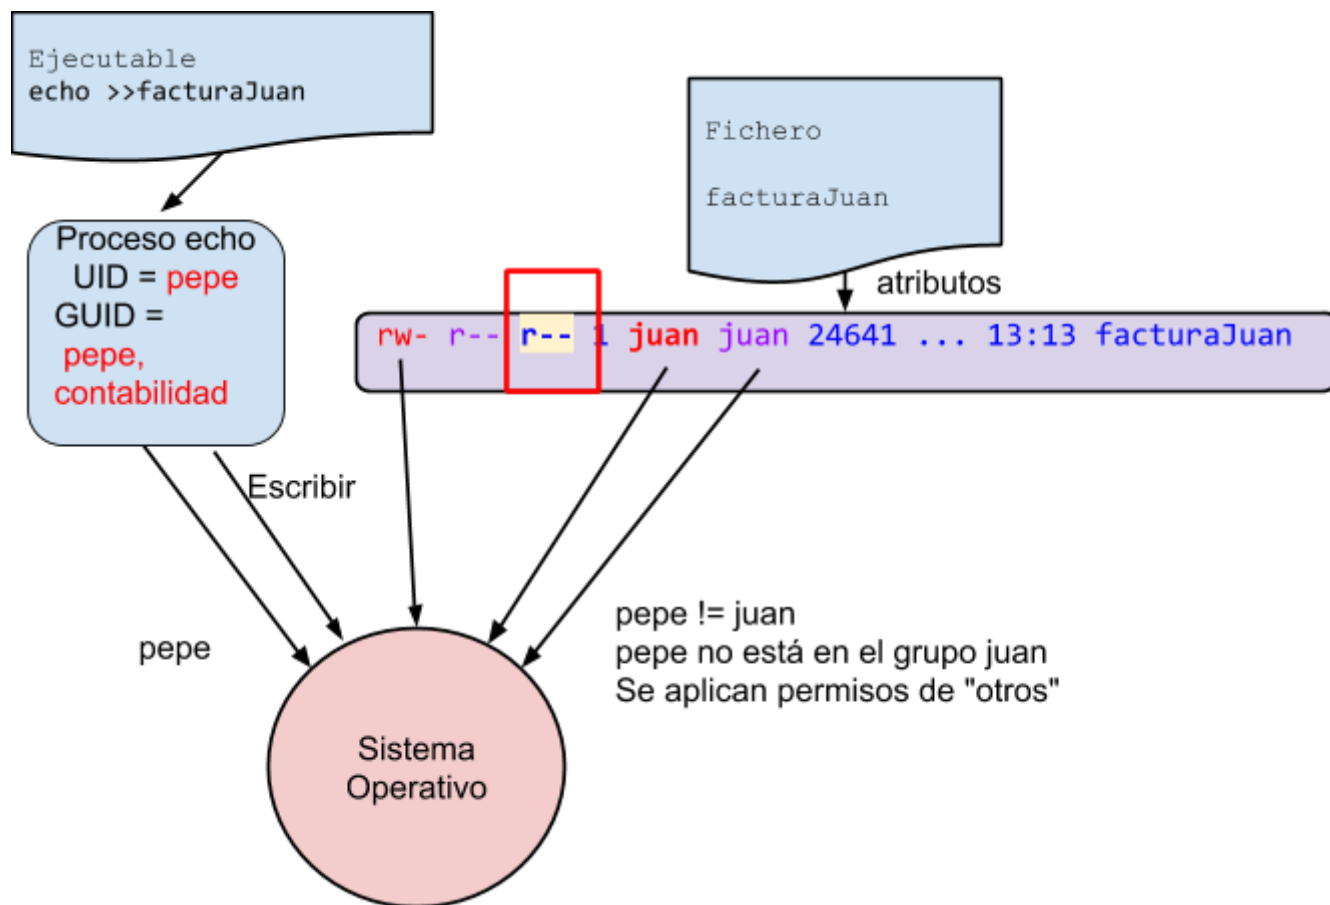 Ejecutable
echo >>facturaJuan
Fichero
facturaJuan
Proceso echo
UID = pepe
GUID =
pepe,
contabilidad
atributos
rw- r-- r-- 1 juan juan 24641 ... 13:13 facturaJuan
Escribir
pepe
pepe != juan
pepe no está en el grupo juan
Se aplican permisos de "otros"
Sistema
Operativo